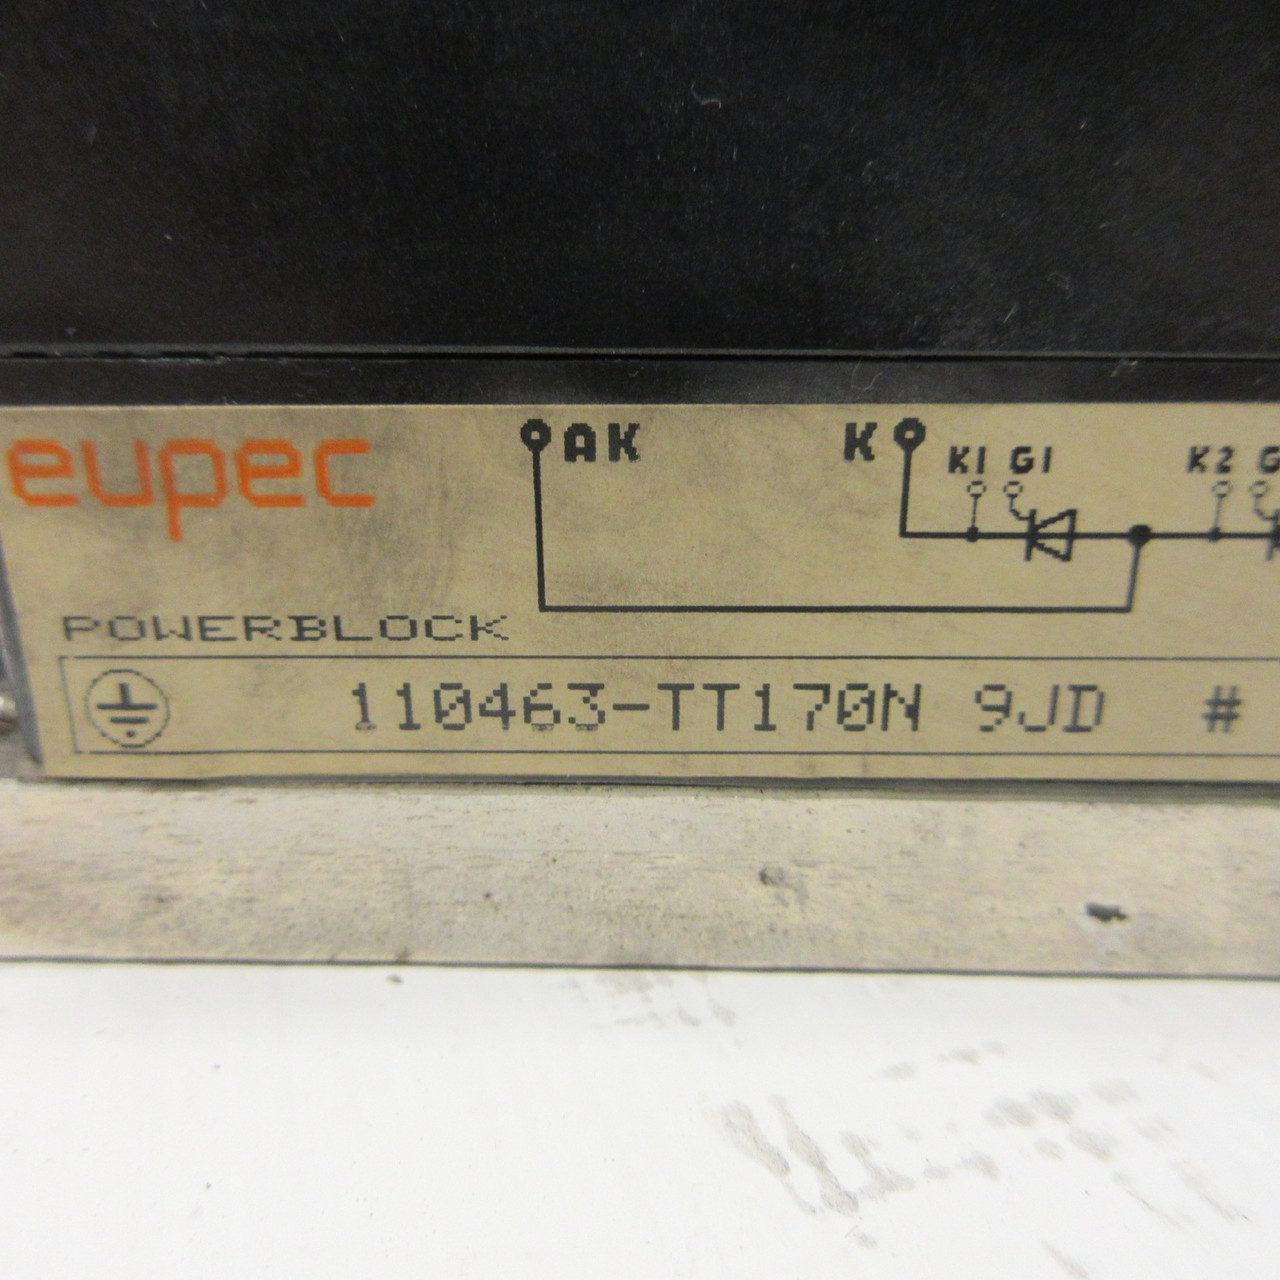 eupec
AK K
K1 G1 K2 G
POWERBLOCK
110463-TT170N 9JD #